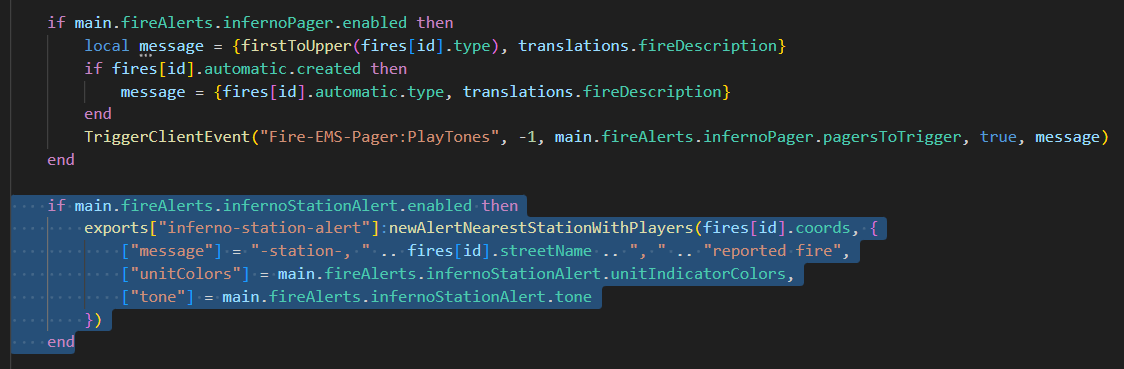 if main.fireAlerts.infernoPager.enabled then
local message = {firstToUpper(fires[id].type), translations.fireDescription}
if fires[id].automatic.created then
message = {fires[id].automatic.type, translations.fireDescription}
end
TriggerClientEvent("Fire-EMS-Pager:PlayTones", -1, main.fireAlerts.infernoPager.pagersToTrigger, true, message)
end
if main.fireAlerts.infernoStationAlert.enabled then
exports["inferno-station-alert"]:newAlertNearestStationWithPlayers(fires[id].coords, {
["message"] = "-station-, " .. fires[id].streetName .. ", " .. "reported fire",
["unitColors"] = main.fireAlerts.infernoStationAlert.unitIndicatorColors,
["tone"] = main.fireAlerts.infernoStationAlert.tone
})
end